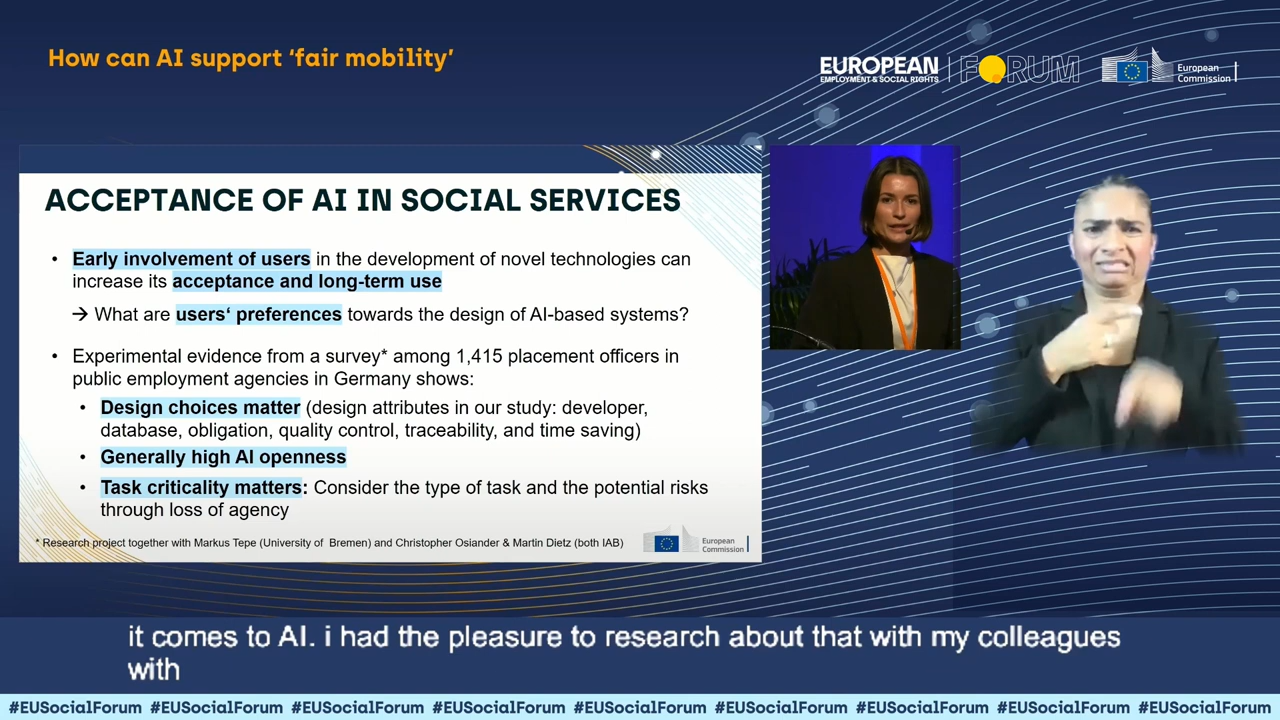 How can AI support ‘fair mobility’
EUROPEAN
EMPLOYMENT & SOCIAL RIGHTS
FORUM
European
Commission
ACCEPTANCE OF AI IN SOCIAL SERVICES
• Early involvement of users in the development of novel technologies can
increase its acceptance and long-term use
→ What are users‘ preferences towards the design of AI-based systems?
• Experimental evidence from a survey* among 1,415 placement officers in
public employment agencies in Germany shows:
• Design choices matter (design attributes in our study: developer,
database, obligation, quality control, traceability, and time saving)
• Generally high AI openness
• Task criticality matters: Consider the type of task and the potential risks
through loss of agency
* Research project together with Markus Tepe (University of Bremen) and Christopher Osiander & Martin Dietz (both IAB)
European
Commission
it comes to AI. i had the pleasure to research about that with my colleagues
with
#EUSocialForum #EUSocialForum #EUSocialForum #EUSocialForum #EUSocialForum #EUSocialForum #EUSocialForum #EUSocialForum #EUSocialForum